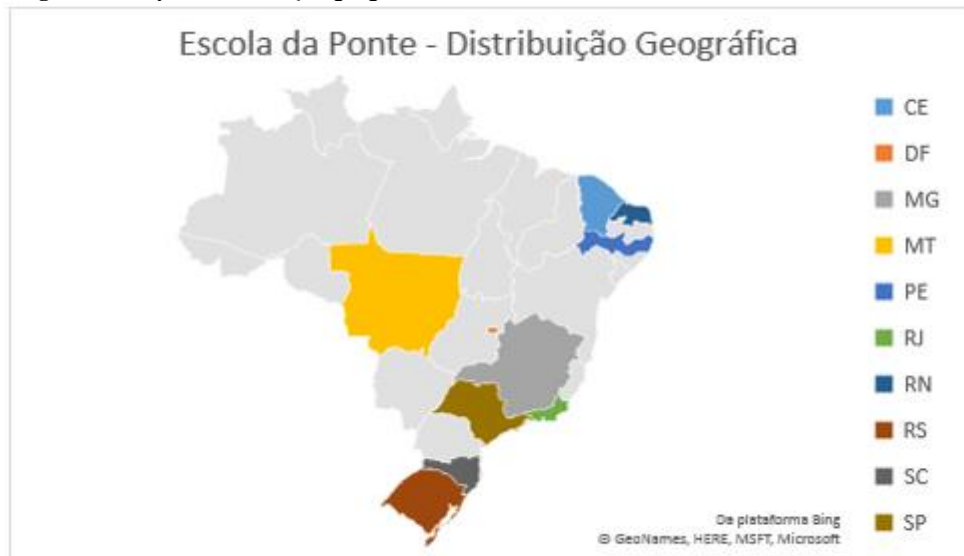 Escola da Ponte - Distribuição Geográfica
CE
DF
MG
MT
PE
RJ
RN
RS
SC
SP
Da plataforma Bing
© GeoNames, HERE, MSFT, Microsoft